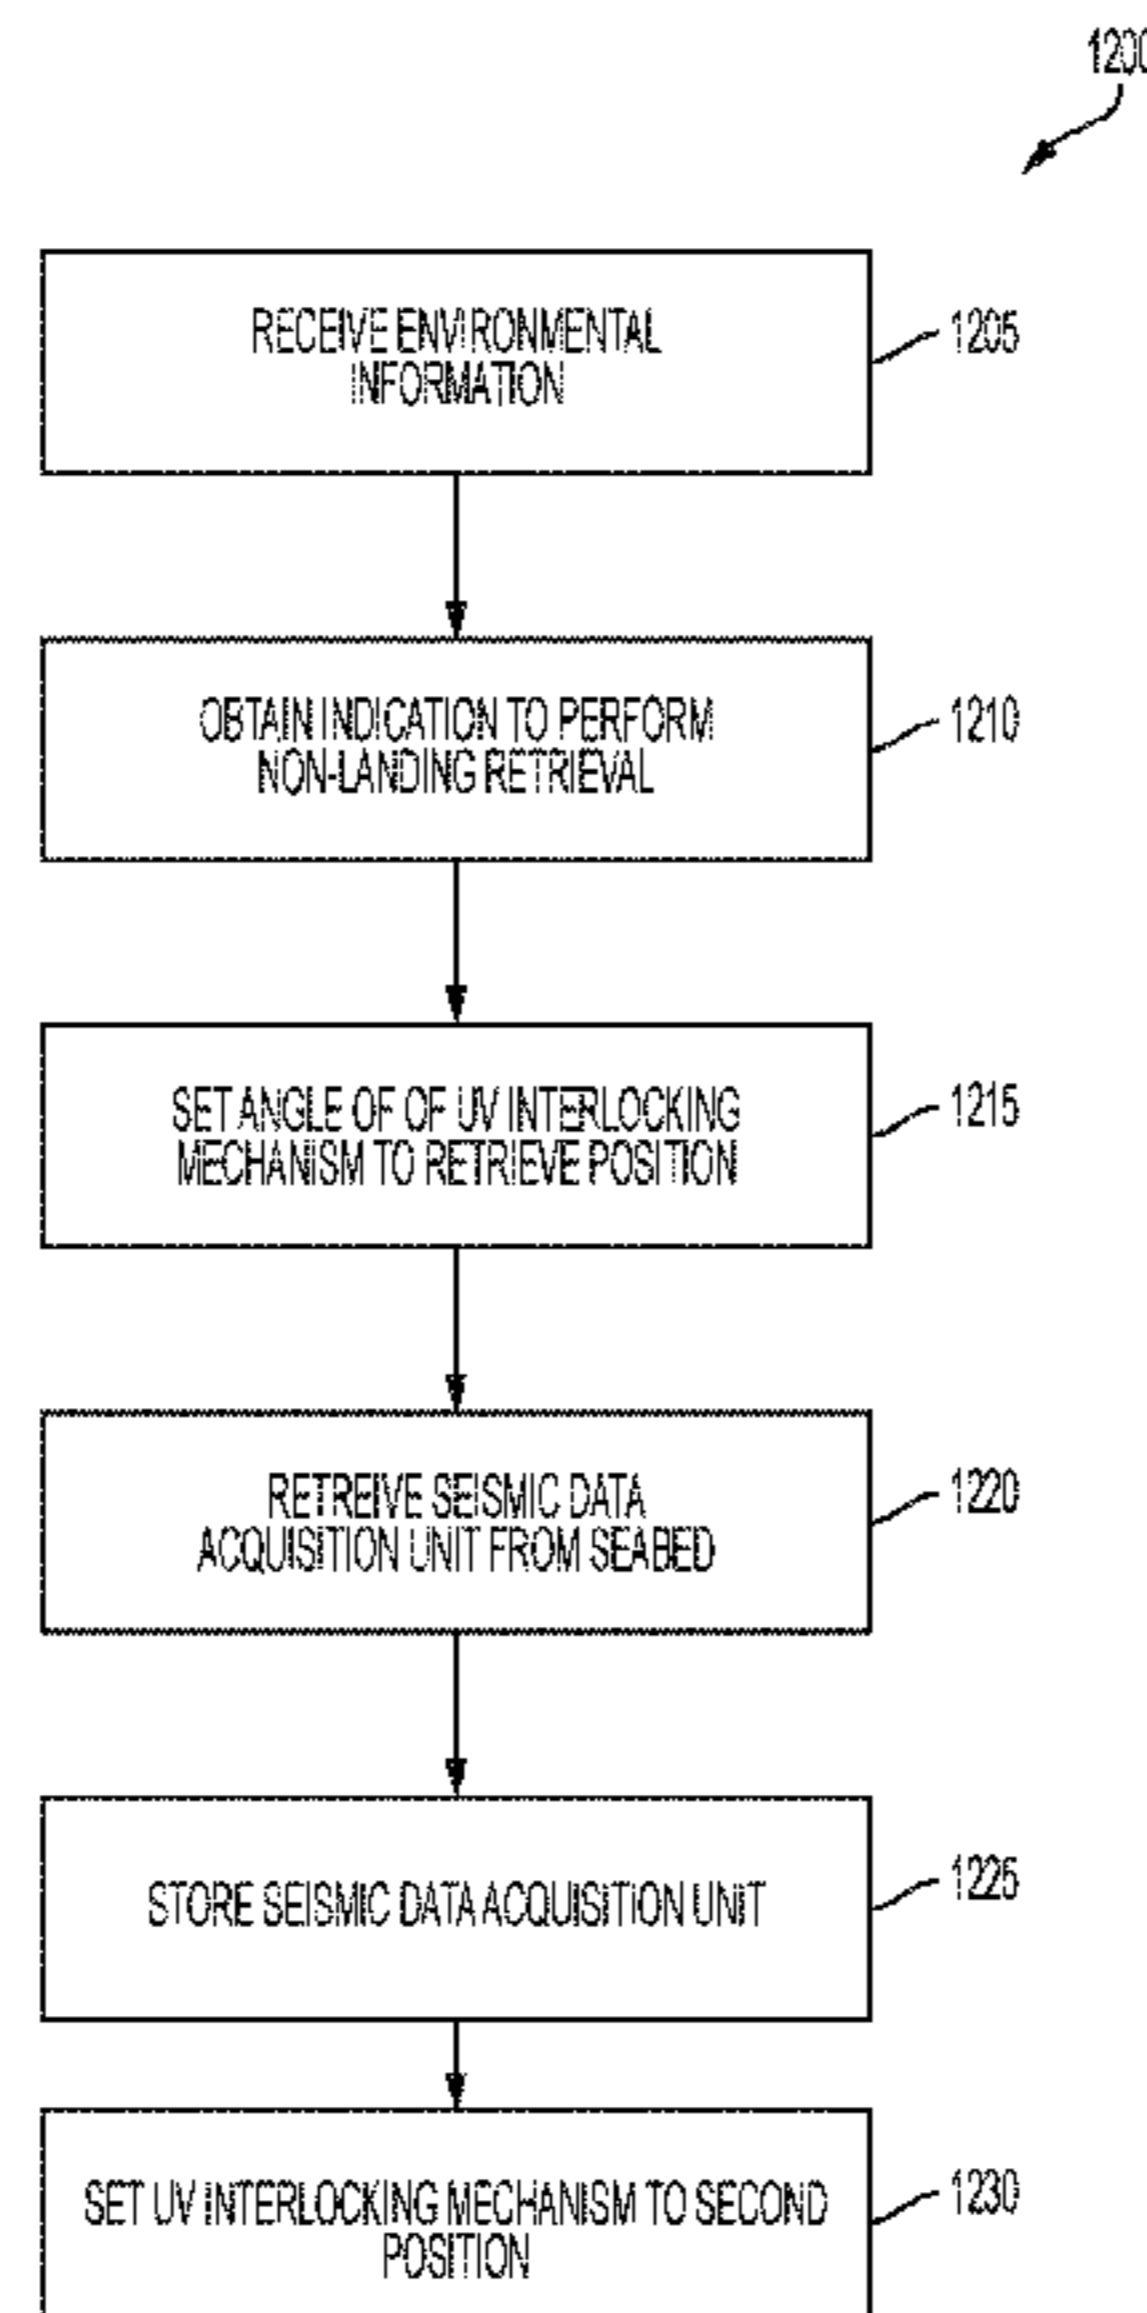 1200
RECEIVE ENVIRONMENTAL
INFORMATION
1205
OBTAIN INDICATION TO PERFORM
NON-LANDING RETRIEVAL
1210
SET ANGLE OF OF UV INTERLOCKING
MECHANISM TO RETRIEVE POSITION
1215
RETREIVE SEISMIC DATA
ACQUISITION UNIT FROM SEABED
1220
STORE SEISMIC DATA ACQUISITION UNIT
1225
SET UV INTERLOCKING MECHANISM TO SECOND
POSITION
1230